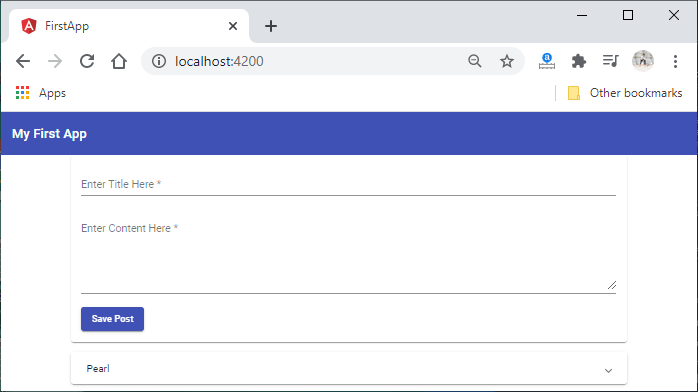 FirstApp
localhost:4200
Apps
Other bookmarks
My First App
Enter Title Here *
Enter Content Here *
Save Post
Pearl